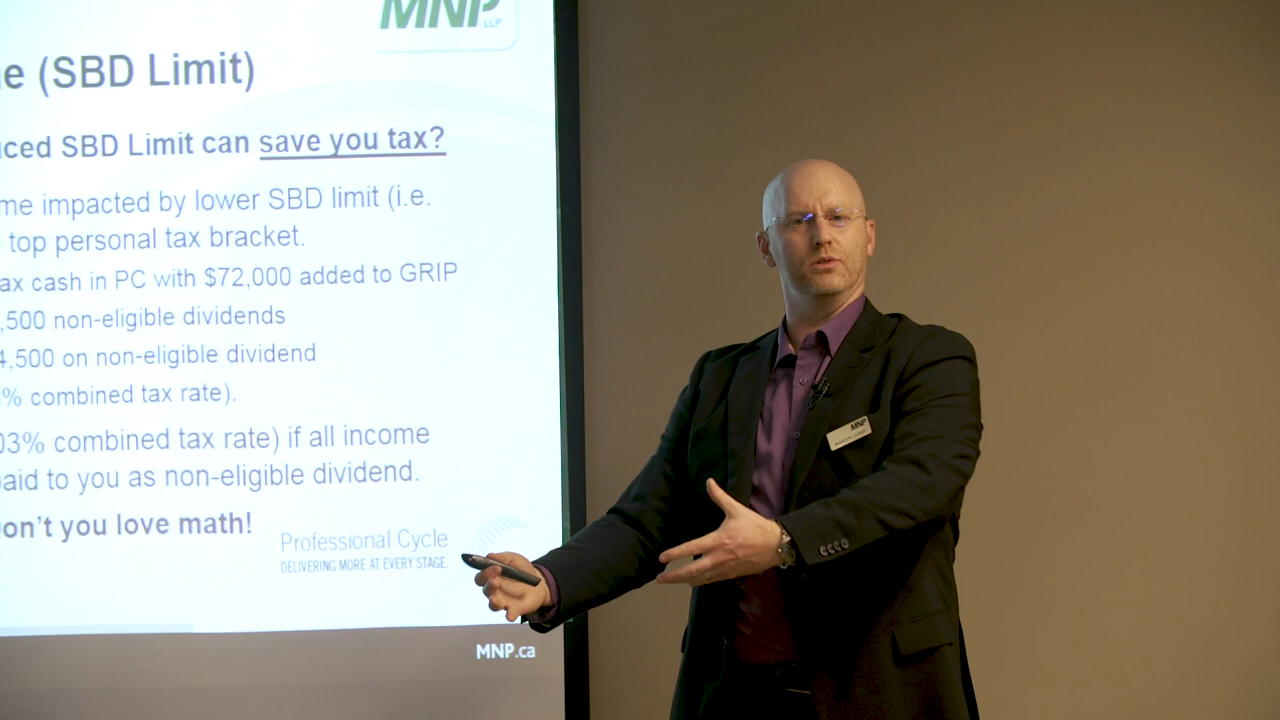 MNP
LLP
e (SBD Limit)
ced SBD Limit can save you tax?
me impacted by lower SBD limit (i.e.
top personal tax bracket.
ax cash in PC with $72,000 added to GRIP
,500 non-eligible dividends
4,500 on non-eligible dividend
% combined tax rate).
03% combined tax rate) if all income
aid to you as non-eligible dividend.
on't you love math!
Professional Cycle
DELIVERING MORE AT EVERY STAGE.
MNP.ca
MNP